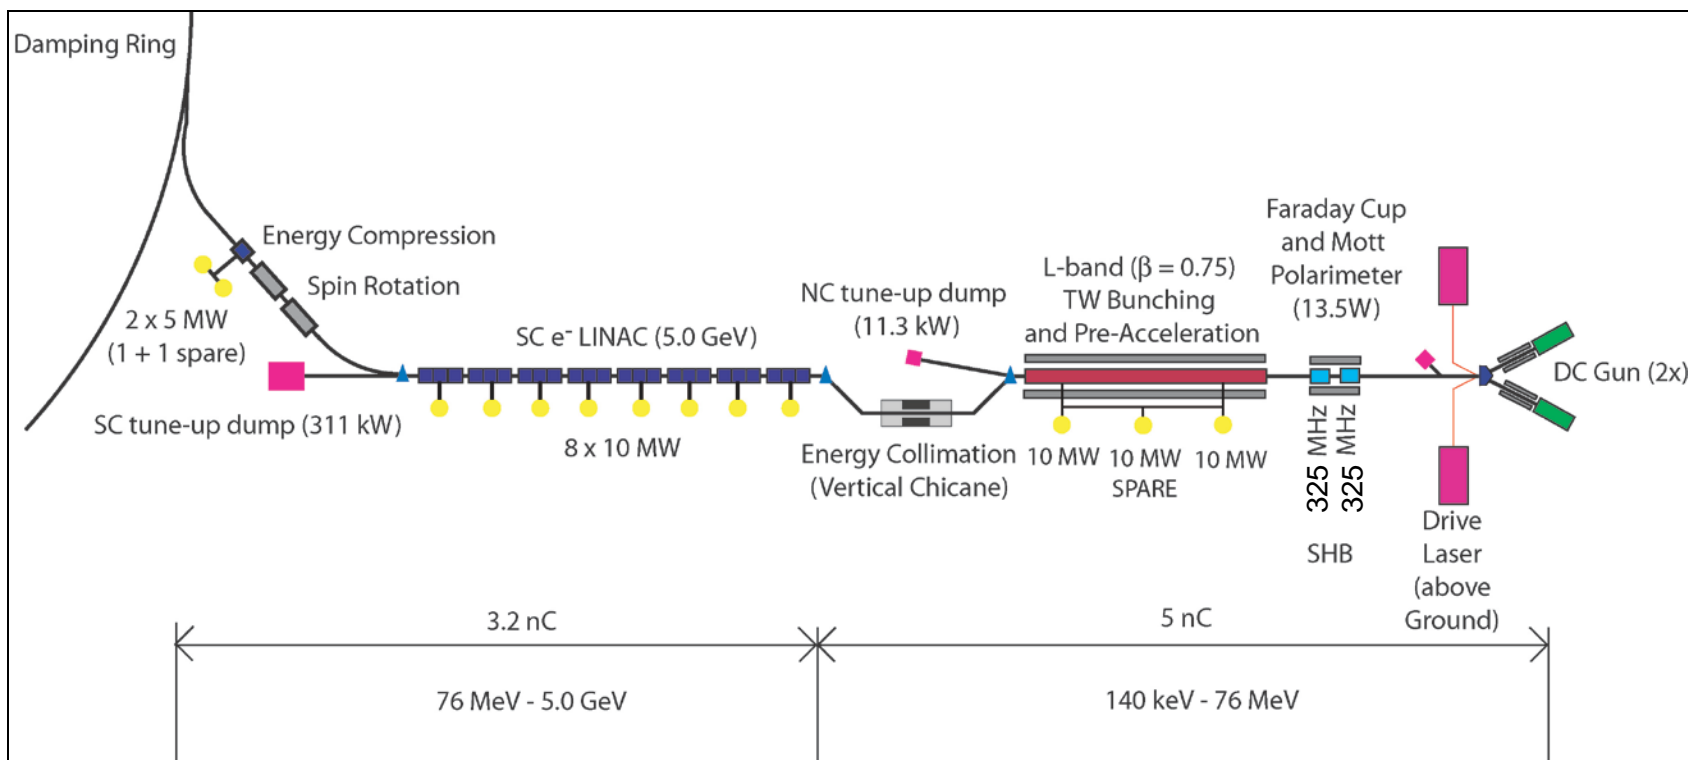 Damping Ring
Energy Compression
Spin Rotation
2 x 5 MW
(1 + 1 spare)
SC tune-up dump (311 kW)
SC e⁻ LINAC (5.0 GeV)
8 x 10 MW
NC tune-up dump
(11.3 kW)
Energy Collimation
(Vertical Chicane)
L-band (β = 0.75)
TW Bunching
and Pre-Acceleration
10 MW
10 MW
SPARE
10 MW
Faraday Cup
and Mott
Polarimeter
(13.5W)
325 MHz
325 MHz
SHB
DC Gun (2x)
Drive
Laser
(above
Ground)
3.2 nC
5 nC
76 MeV - 5.0 GeV
140 keV - 76 MeV